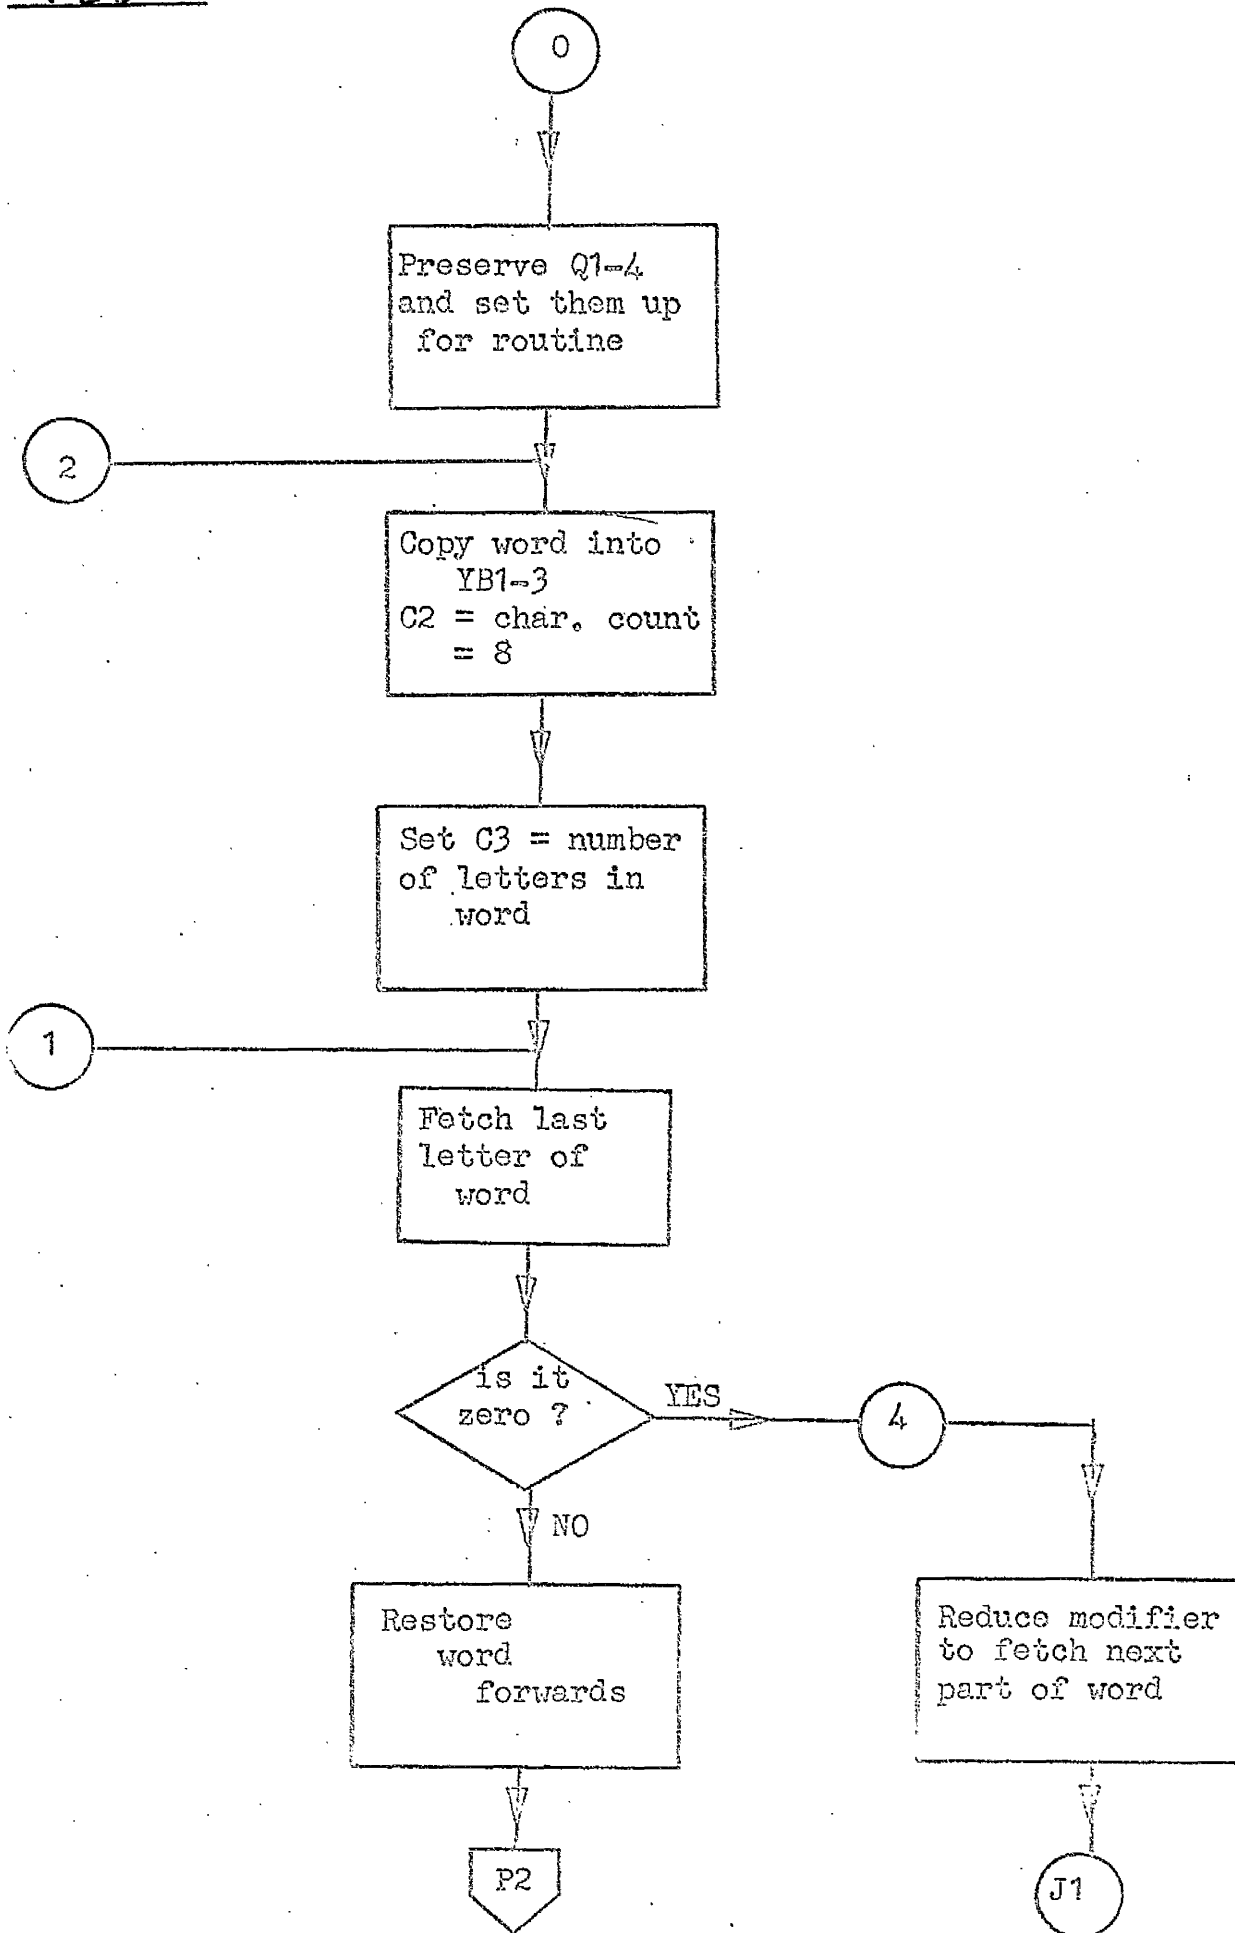 0
Preserve Q1-4
and set them up
for routine
2
Copy word into
YB1-3
C2 = char. count
= 8
Set C3 = number
of letters in
word
1
Fetch last
letter of
word
is it
zero ?
YES
4
NO
Restore
word
forwards
Reduce modifier
to fetch next
part of word
P2
J1